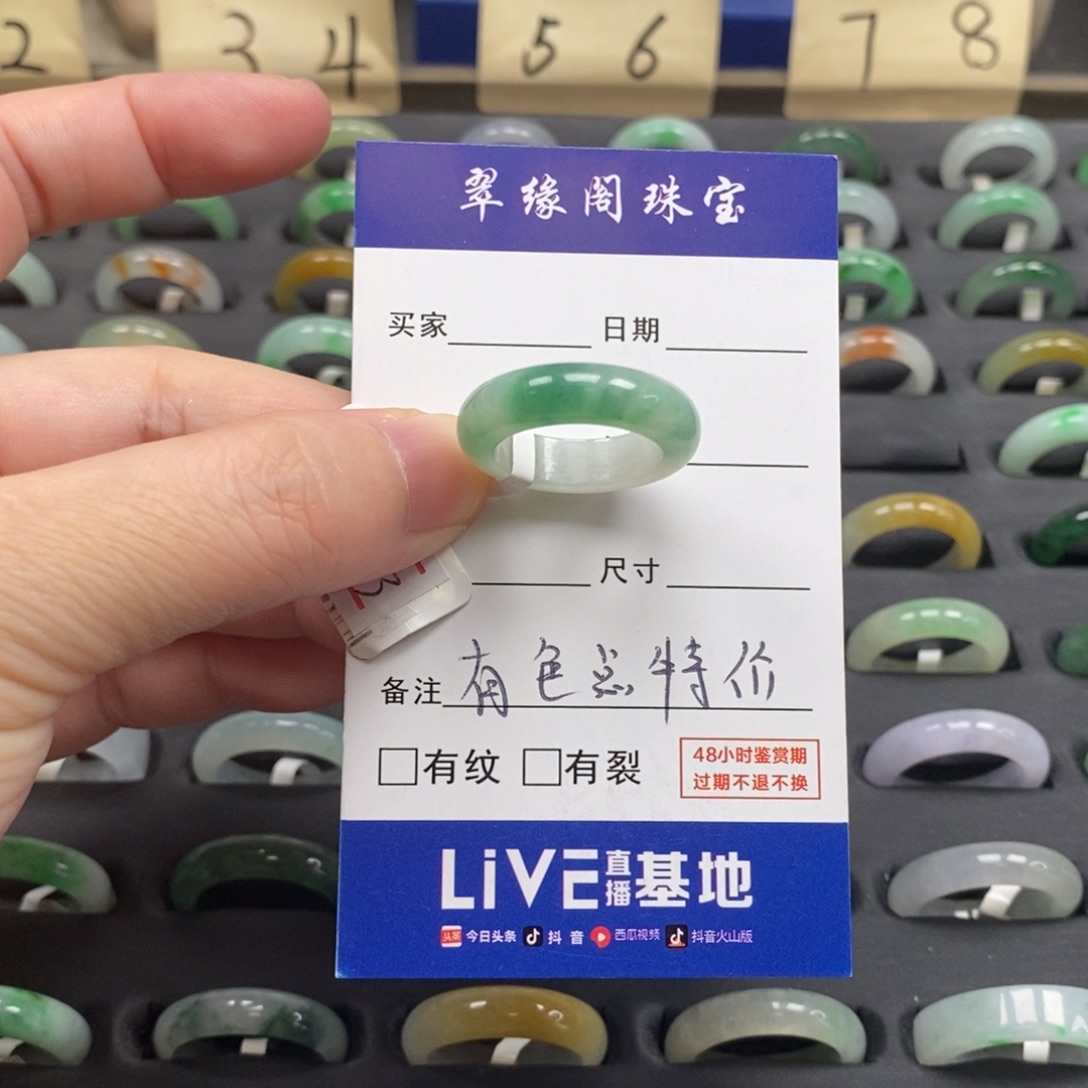 2
3 4
5 6
7 8
翠缘阁珠宝
买家 日期
尺寸
备注 有色总特价
有纹 有裂
48小时鉴赏期
过期不退不换
LiVE直播基地
头条 今日头条 抖音 西瓜视频 抖音火山版